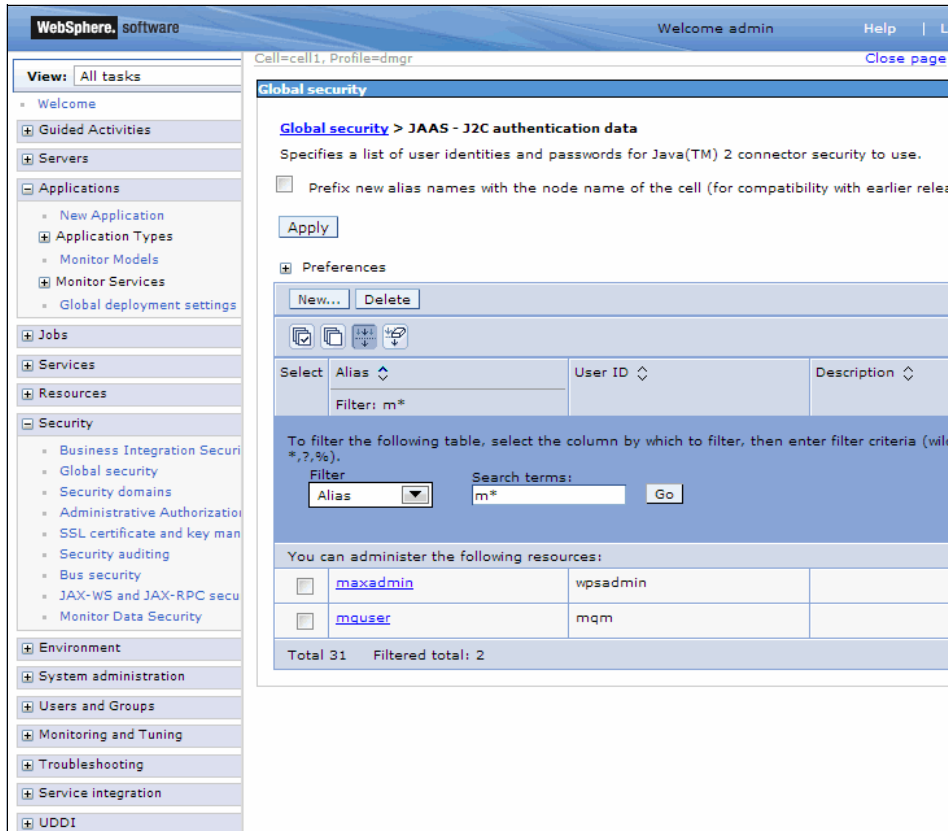 WebSphere. software Welcome admin Help | L
View: All tasks
Welcome
Guided Activities
Servers
Applications
New Application
Application Types
Monitor Models
Monitor Services
Global deployment settings
Jobs
Services
Resources
Security
Business Integration Securi
Global security
Security domains
Administrative Authorization
SSL certificate and key man
Security auditing
Bus security
JAX-WS and JAX-RPC secu
Monitor Data Security
Environment
System administration
Users and Groups
Monitoring and Tuning
Troubleshooting
Service integration
UDDI
Cell=cell1, Profile=dmgr Close page
Global security
Global security > JAAS - J2C authentication data
Specifies a list of user identities and passwords for Java(TM) 2 connector security to use.
Prefix new alias names with the node name of the cell (for compatibility with earlier relea
Apply
Preferences
New... Delete
Select Alias User ID Description
Filter: m*
To filter the following table, select the column by which to filter, then enter filter criteria (wil
*,?,%).
Filter Search terms:
Alias m* Go
You can administer the following resources:
maxadmin wpsadmin
mquser mqm
Total 31 Filtered total: 2